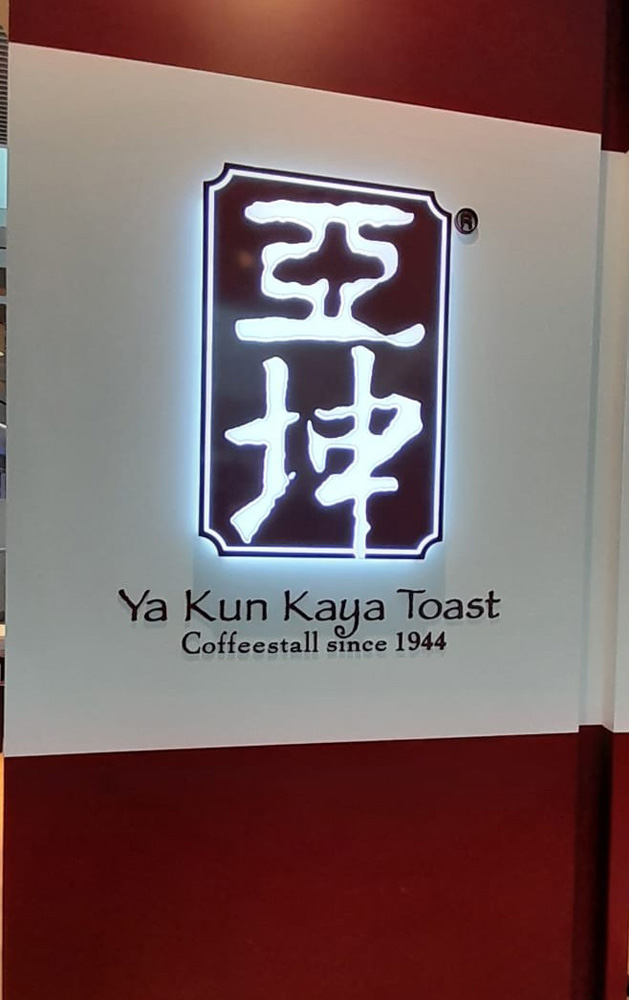 亞坤
®
Ya Kun Kaya Toast
Coffeestall since 1944